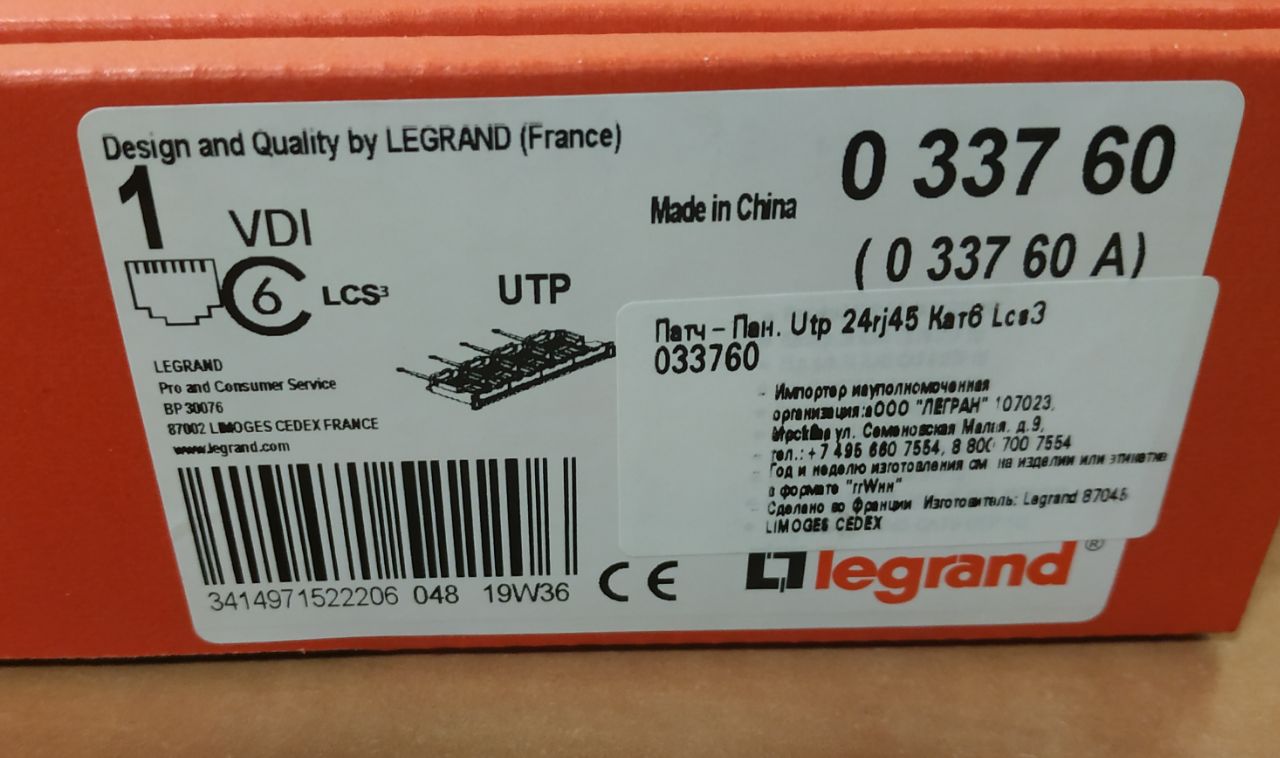 Design and Quality by LEGRAND (France)
0 337 60
1
VDI
Made in China
(0 337 60 A)
6
LCS³
UTP
LEGRAND
Pro and Consumer Service
BP 30076
87002 LIMOGES CEDEX FRANCE
www.legrand.com
Патч – Пан. Utp 24rj45 Кат6 Lcs3
033760
- Импортер и уполномоченная
организация: ООО "ЛЕГРАН" 107023,
ул. Семеновская Малая, д.9,
- тел.: +7 495 660 7554, 8 800 700 7554
- Год и неделю изготовления см. на изделии или этикетке
в формате "ггWнн"
- Сделано во Франции Изготовитель: Legrand 87045
LIMOGES CEDEX
3414971522206 048 19W36
CE
legrand®